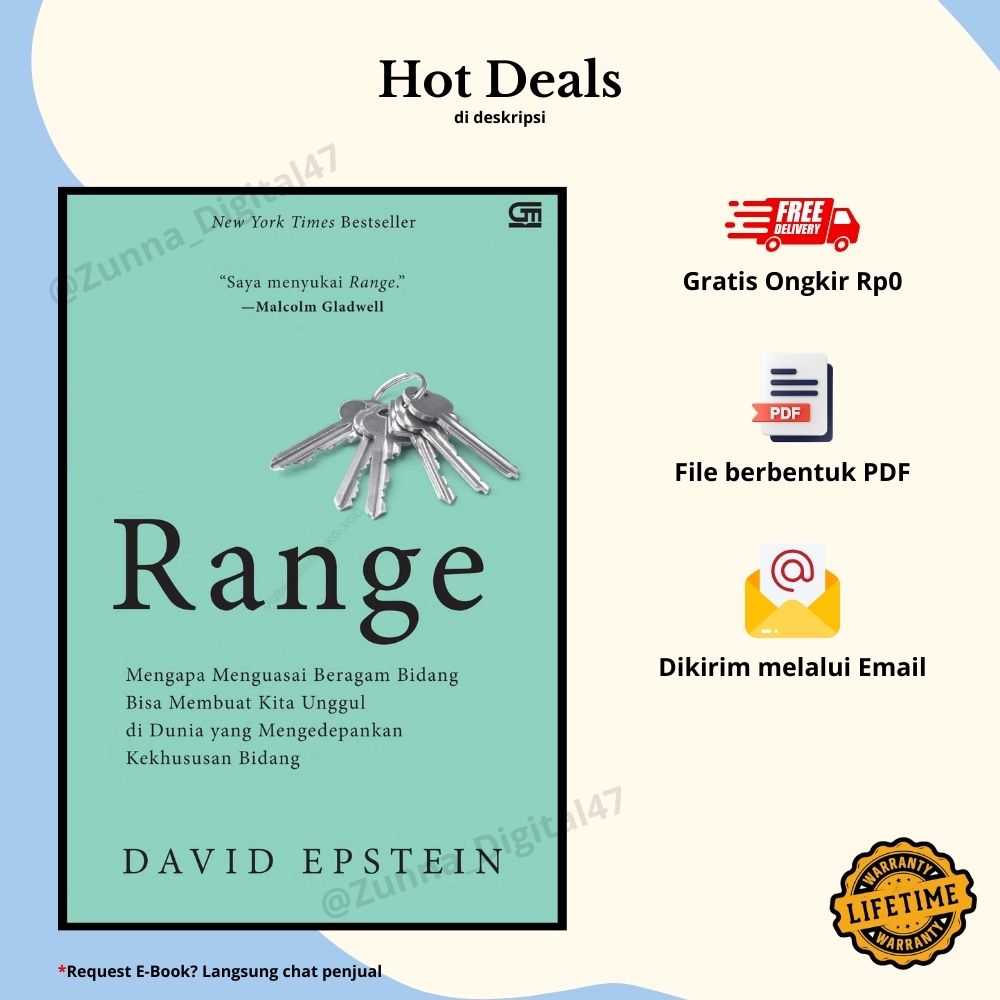 Hot Deals
di deskripsi
@Zunna_Digital47
New York Times Bestseller
GM
"Saya menyukai Range."
—Malcolm Gladwell
Range
Mengapa Menguasai Beragam Bidang
Bisa Membuat Kita Unggul
di Dunia yang Mengedepankan
Kekhususan Bidang
DAVID EPSTEIN
@Zunna_Digital47
FREE
DELIVERY
Gratis Ongkir Rp0
PDF
File berbentuk PDF
@
Dikirim melalui Email
WARRANTY
LIFETIME
WARRANTY
*Request E-Book? Langsung chat penjual